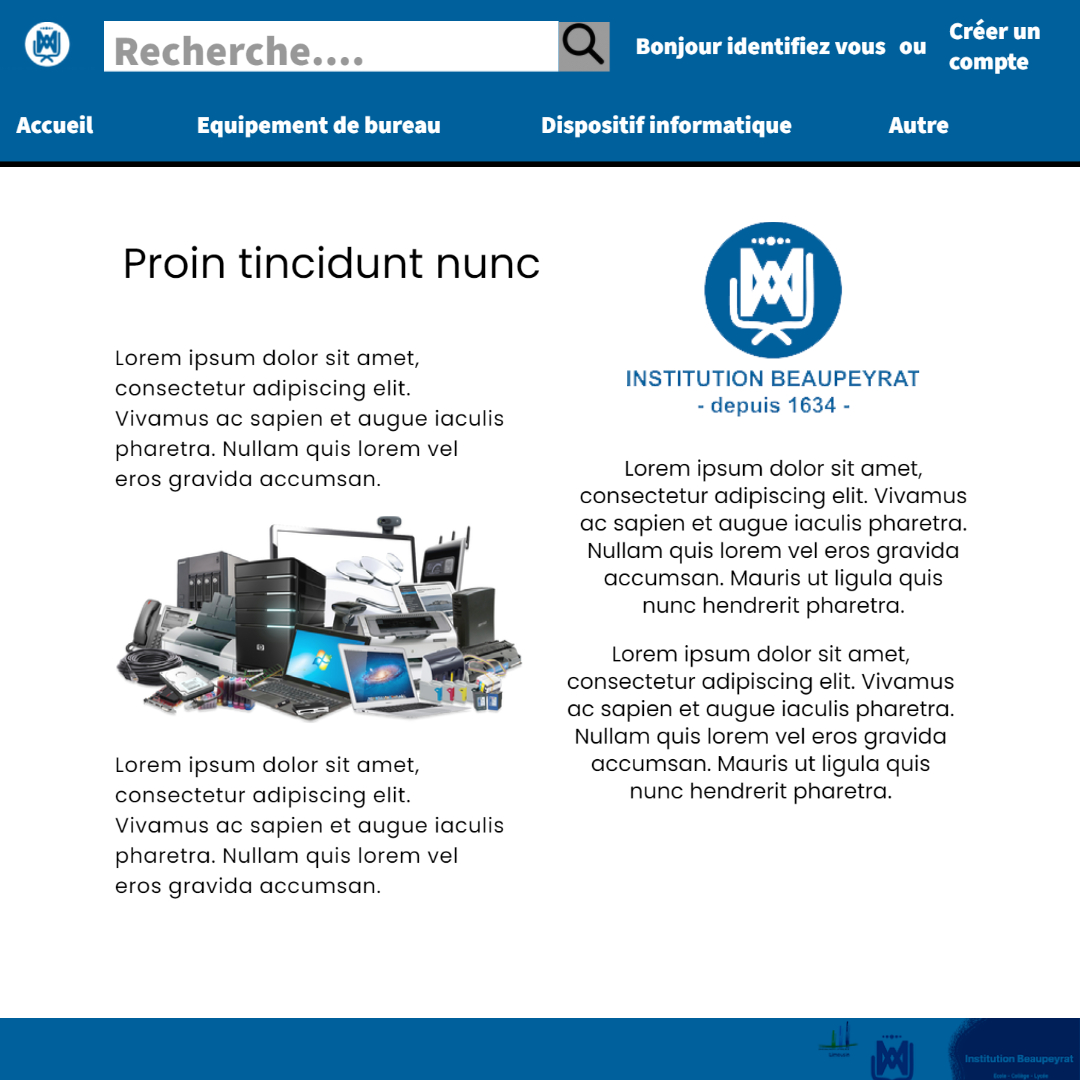 Recherche....
Bonjour identifiez vous ou
Créer un
compte
Accueil Equipement de bureau Dispositif informatique Autre
Proin tincidunt nunc
Lorem ipsum dolor sit amet,
consectetur adipiscing elit.
Vivamus ac sapien et augue iaculis
pharetra. Nullam quis lorem vel
eros gravida accumsan.
Lorem ipsum dolor sit amet,
consectetur adipiscing elit.
Vivamus ac sapien et augue iaculis
pharetra. Nullam quis lorem vel
eros gravida accumsan.
INSTITUTION BEAUPEYRAT
- depuis 1634 -
Lorem ipsum dolor sit amet,
consectetur adipiscing elit. Vivamus
ac sapien et augue iaculis pharetra.
Nullam quis lorem vel eros gravida
accumsan. Mauris ut ligula quis
nunc hendrerit pharetra.
Lorem ipsum dolor sit amet,
consectetur adipiscing elit. Vivamus
ac sapien et augue iaculis pharetra.
Nullam quis lorem vel eros gravida
accumsan. Mauris ut ligula quis
nunc hendrerit pharetra.
Institution Beaupeyrat
École - Collège - Lycée